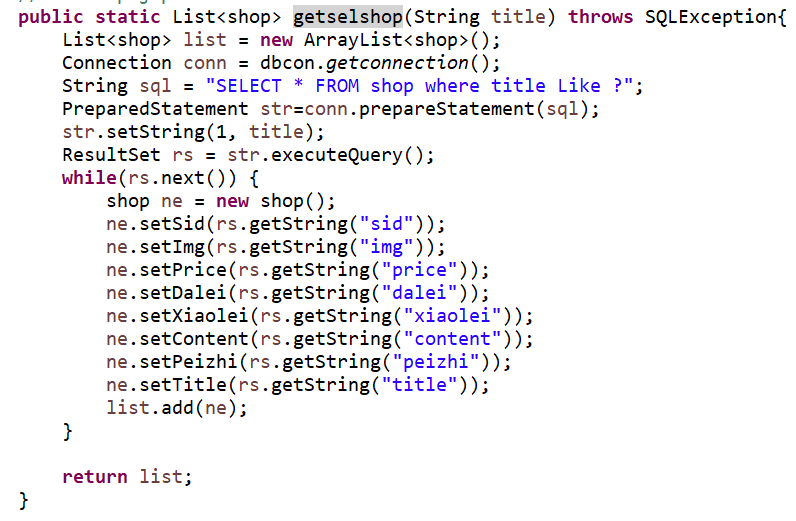 public static List<shop> getselshop(String title) throws SQLException{
List<shop> list = new ArrayList<shop>();
Connection conn = dbcon.getconnection();
String sql = "SELECT * FROM shop where title Like ?";
PreparedStatement str=conn.prepareStatement(sql);
str.setString(1, title);
ResultSet rs = str.executeQuery();
while(rs.next()) {
shop ne = new shop();
ne.setSid(rs.getString("sid"));
ne.setImg(rs.getString("img"));
ne.setPrice(rs.getString("price"));
ne.setDalei(rs.getString("dalei"));
ne.setXiaolei(rs.getString("xiaolei"));
ne.setContent(rs.getString("content"));
ne.setPeizhi(rs.getString("peizhi"));
ne.setTitle(rs.getString("title"));
list.add(ne);
}
return list;
}